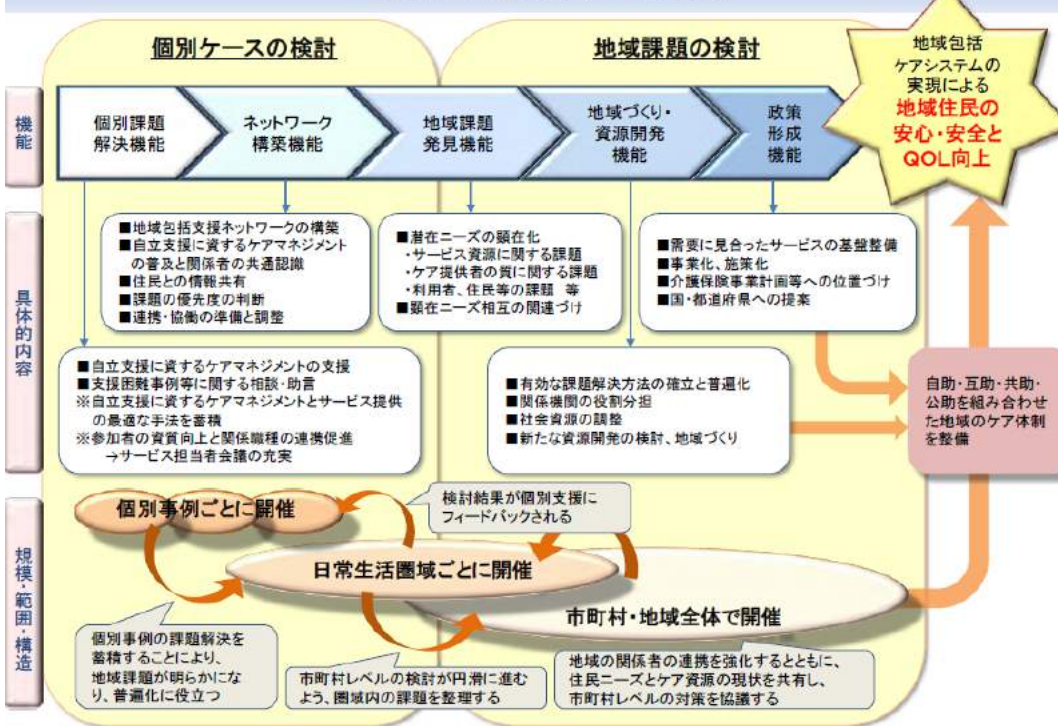 個別ケースの検討
地域課題の検討
地域包括
ケアシステムの
実現による
地域住民の
安心・安全と
QOL向上
機能
個別課題
解決機能
ネットワーク
構築機能
地域課題
発見機能
地域づくり・
資源開発
機能
政策
形成
機能
具体的内容
■地域包括支援ネットワークの構築
■自立支援に資するケアマネジメント
の普及と関係者の共通認識
■住民との情報共有
■課題の優先度の判断
■連携・協働の準備と調整
■潜在ニーズの顕在化
・サービス資源に関する課題
・ケア提供者の質に関する課題
・利用者、住民等の課題 等
■顕在ニーズ相互の関連づけ
■需要に見合ったサービスの基盤整備
■事業化、施策化
■介護保険事業計画等への位置づけ
■国・都道府県への提案
■自立支援に資するケアマネジメントの支援
■支援困難事例等に関する相談・助言
※自立支援に資するケアマネジメントとサービス提供
の最適な手法を蓄積
※参加者の資質向上と関係職種の連携促進
→サービス担当者会議の充実
■有効な課題解決方法の確立と普遍化
■関係機関の役割分担
■社会資源の調整
■新たな資源開発の検討、地域づくり
自助・互助・共助・
公助を組み合わせ
た地域のケア体制
を整備
規模・範囲・構造
個別事例ごとに開催
検討結果が個別支援に
フィードバックされる
日常生活圏域ごとに開催
市町村・地域全体で開催
個別事例の課題解決を
蓄積することにより、
地域課題が明らかにな
り、普遍化に役立つ
市町村レベルの検討が円滑に進む
よう、圏域内の課題を整理する
地域の関係者の連携を強化するとともに、
住民ニーズとケア資源の現状を共有し、
市町村レベルの対策を協議する